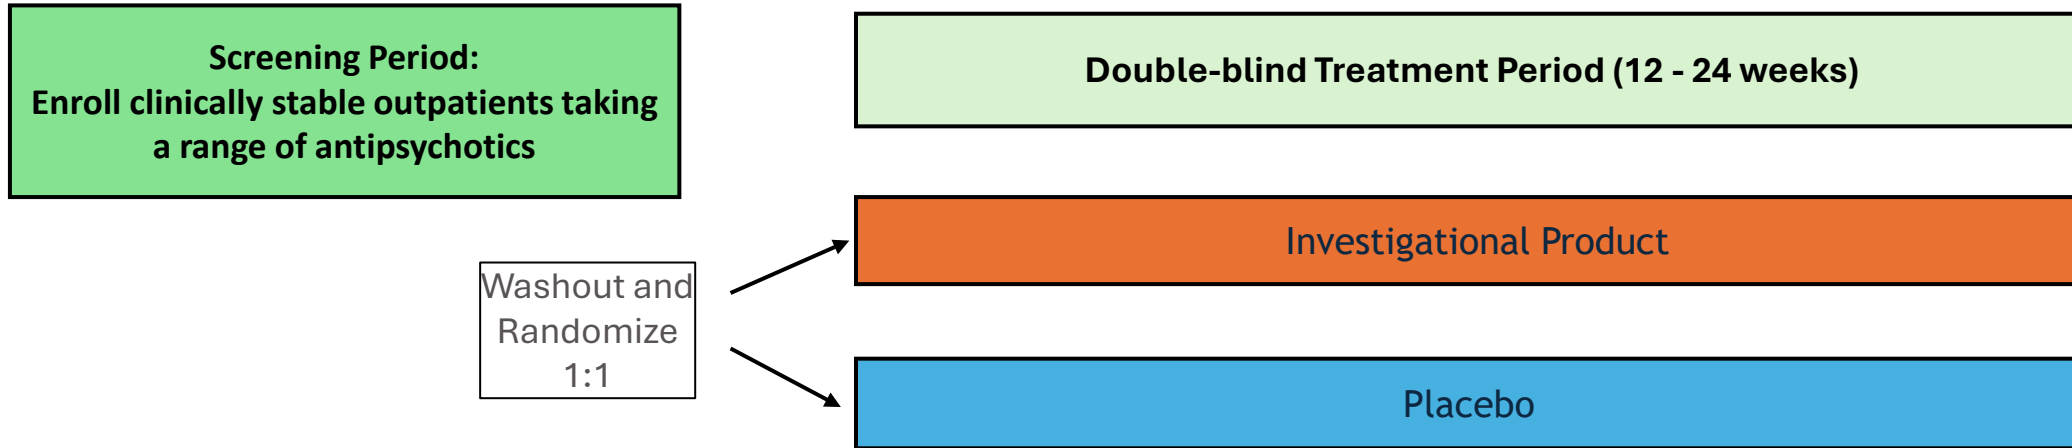 Screening Period:
Enroll clinically stable outpatients taking
a range of antipsychotics
Double-blind Treatment Period (12 - 24 weeks)
Washout and
Randomize
1:1
Investigational Product
Placebo